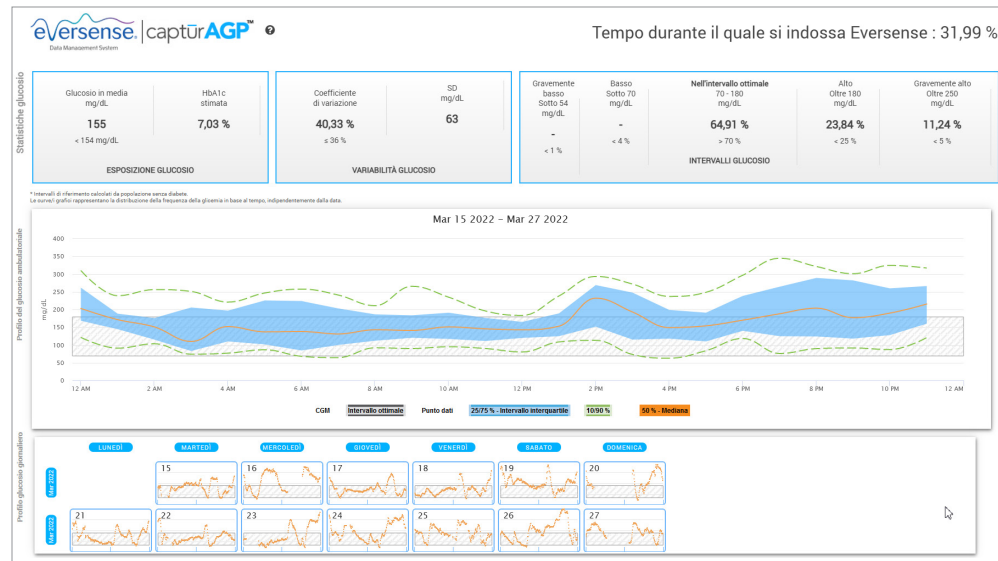 eversense. | captūrAGP™ ?
Data Management System
Tempo durante il quale si indossa Eversense : 31,99 %
Statistiche glucosio
Glucosio in media
mg/dL
155
< 154 mg/dL
HbA1c
stimata
7,03 %
ESPOSIZIONE GLUCOSIO
Coefficiente
di variazione
40,33 %
≤ 36 %
SD
mg/dL
63
VARIABILITÀ GLUCOSIO
Gravemente
basso
Sotto 54
mg/dL
-
< 1 %
Basso
Sotto 70
mg/dL
-
< 4 %
Nell'intervallo ottimale
70 - 180
mg/dL
64,91 %
> 70 %
Alto
Oltre 180
mg/dL
23,84 %
< 25 %
Gravemente alto
Oltre 250
mg/dL
11,24 %
< 5 %
INTERVALLI GLUCOSIO
* Intervalli di riferimento calcolati da popolazione senza diabete.
Le curve/i grafici rappresentano la distribuzione della frequenza della glicemia in base al tempo, indipendentemente dalla data.
Profilo del glucosio ambulatoriale
Mar 15 2022 – Mar 27 2022
mg/dL
400
350
300
250
200
150
100
50
0
12 AM 2 AM 4 AM 6 AM 8 AM 10 AM 12 PM 2 PM 4 PM 6 PM 8 PM 10 PM 12 AM
CGM Intervallo ottimale Punto dati 25/75 % - Intervallo interquartile 10/90 % 50 % - Mediana
Profilo glucosio giornaliero
LUNEDÌ MARTEDÌ MERCOLEDÌ GIOVEDÌ VENERDÌ SABATO DOMENICA
Mar 2022
15 16 17 18 19 20
Mar 2022
21 22 23 24 25 26 27